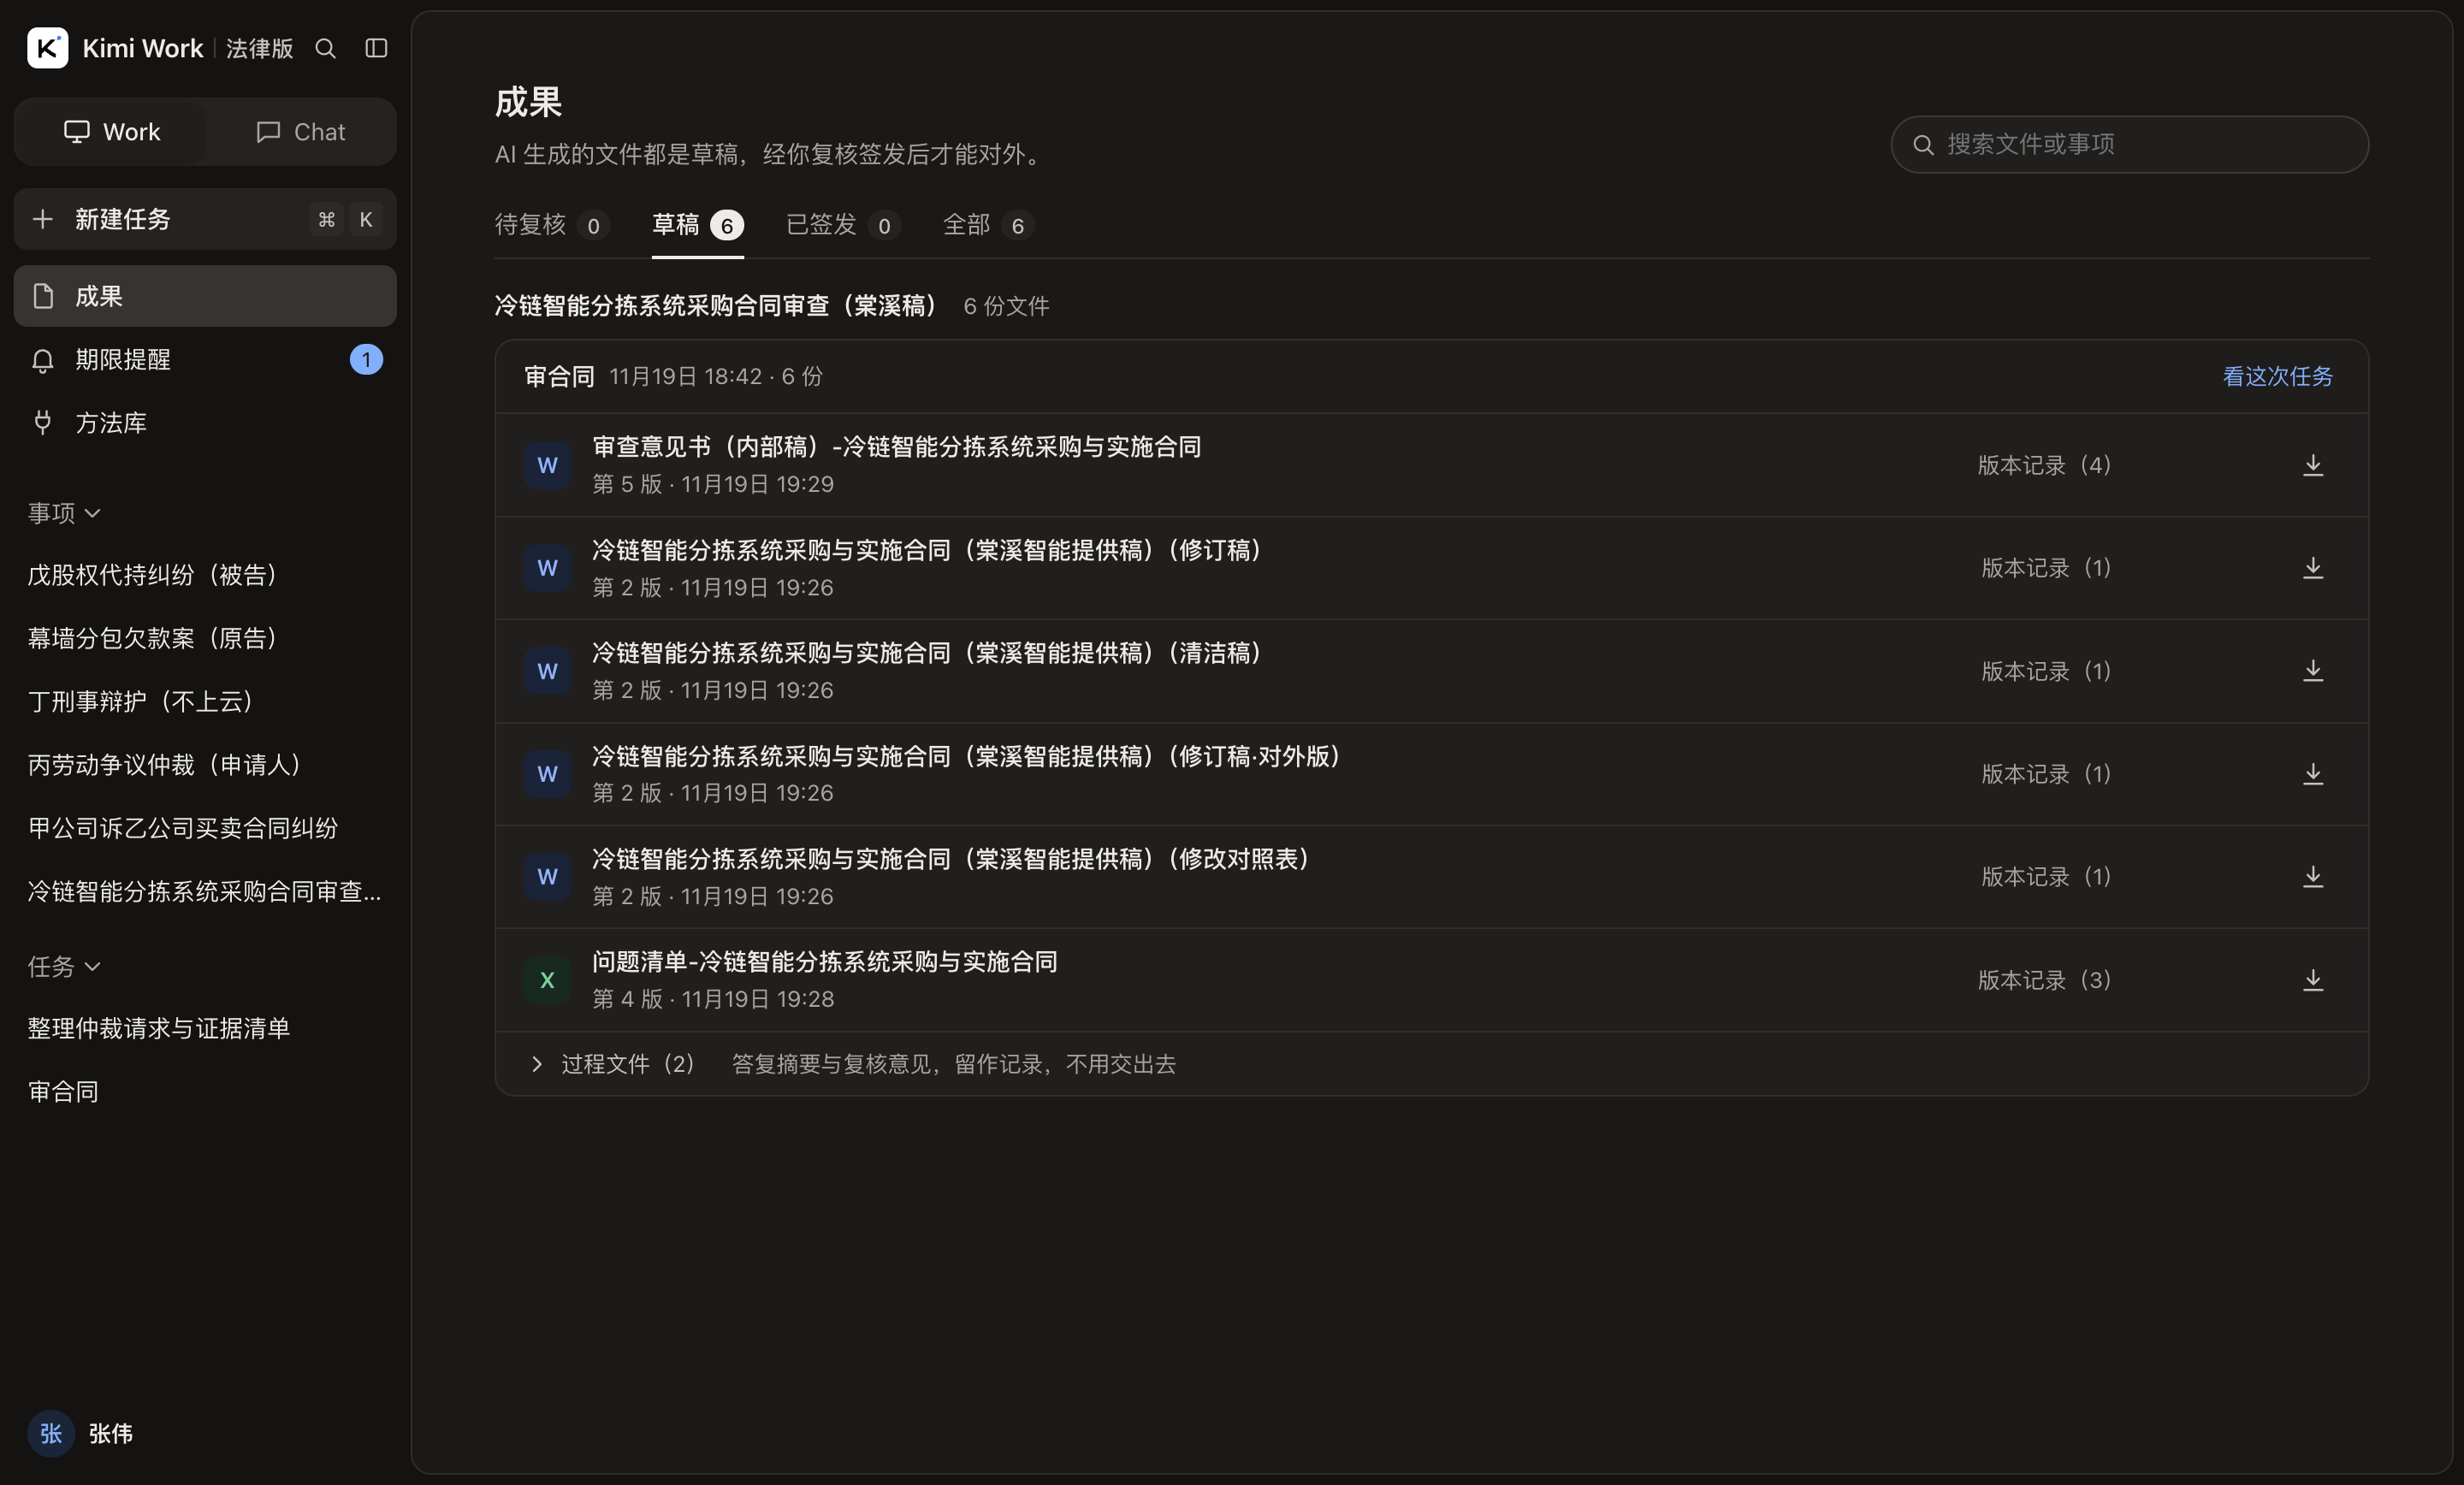 Kimi Work 法律版
Work
Chat
新建任务 ⌘ K
成果
期限提醒 1
方法库
事项
戊股权代持纠纷（被告）
幕墙分包欠款案（原告）
丁刑事辩护（不上云）
丙劳动争议仲裁（申请人）
甲公司诉乙公司买卖合同纠纷
冷链智能分拣系统采购合同审查...
任务
整理仲裁请求与证据清单
审合同
张 张伟
成果
AI 生成的文件都是草稿，经你复核签发后才能对外。
搜索文件或事项
待复核 0 草稿 6 已签发 0 全部 6
冷链智能分拣系统采购合同审查（棠溪稿） 6 份文件
审合同 11月19日 18:42 · 6 份 看这次任务
W 审查意见书（内部稿）-冷链智能分拣系统采购与实施合同
第 5 版 · 11月19日 19:29
版本记录（4）
W 冷链智能分拣系统采购与实施合同（棠溪智能提供稿）（修订稿）
第 2 版 · 11月19日 19:26
版本记录（1）
W 冷链智能分拣系统采购与实施合同（棠溪智能提供稿）（清洁稿）
第 2 版 · 11月19日 19:26
版本记录（1）
W 冷链智能分拣系统采购与实施合同（棠溪智能提供稿）（修订稿·对外版）
第 2 版 · 11月19日 19:26
版本记录（1）
W 冷链智能分拣系统采购与实施合同（棠溪智能提供稿）（修改对照表）
第 2 版 · 11月19日 19:26
版本记录（1）
X 问题清单-冷链智能分拣系统采购与实施合同
第 4 版 · 11月19日 19:28
版本记录（3）
过程文件（2） 答复摘要与复核意见，留作记录，不用交出去